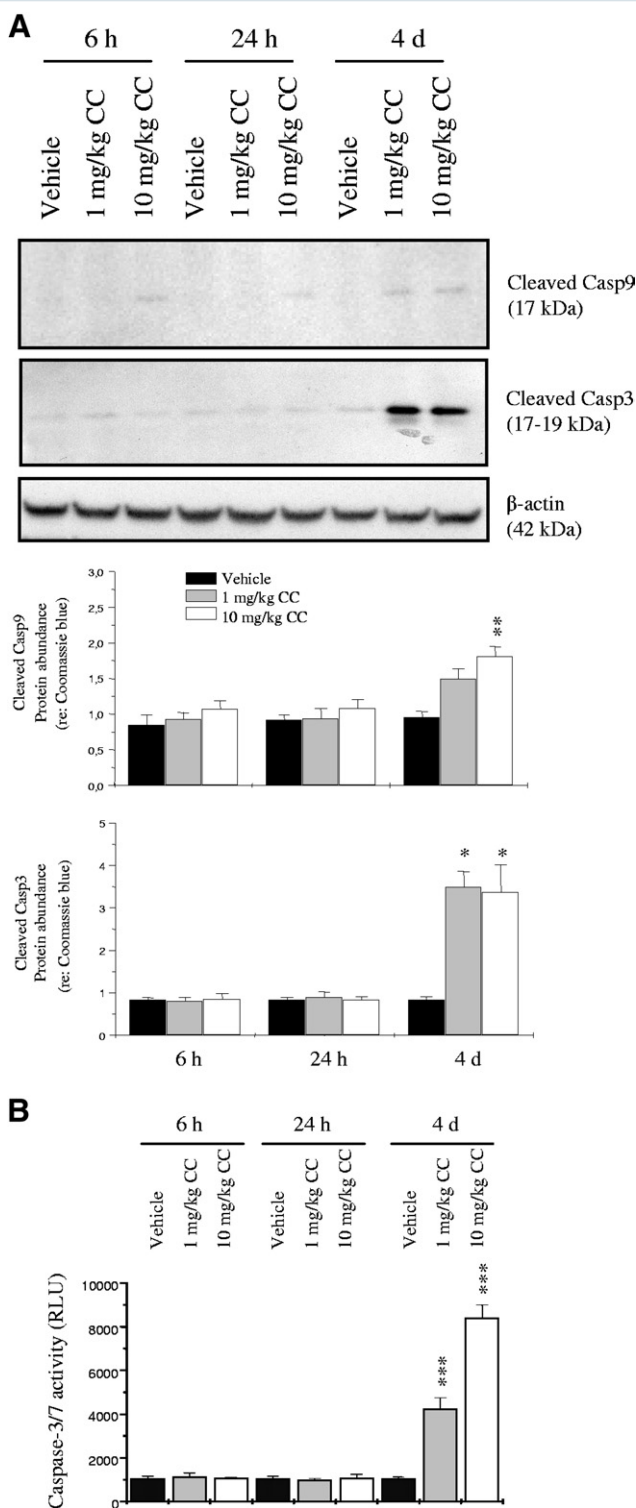 A
6 h 24 h 4 d
Vehicle
1 mg/kg CC
10 mg/kg CC
Vehicle
1 mg/kg CC
10 mg/kg CC
Vehicle
1 mg/kg CC
10 mg/kg CC
Cleaved Casp9
(17 kDa)
Cleaved Casp3
(17-19 kDa)
β-actin
(42 kDa)
Cleaved Casp9
Protein abundance
(re: Coomassie blue)
3,0
2,5
2,0
1,5
1,0
0,5
0,0
Vehicle
1 mg/kg CC
10 mg/kg CC
**
Cleaved Casp3
Protein abundance
(re: Coomassie blue)
5
4
3
2
1
0
* *
6 h 24 h 4 d
B
6 h 24 h 4 d
Vehicle
1 mg/kg CC
10 mg/kg CC
Vehicle
1 mg/kg CC
10 mg/kg CC
Vehicle
1 mg/kg CC
10 mg/kg CC
Caspase-3/7 activity (RLU)
10000
8000
6000
4000
2000
0
***
***